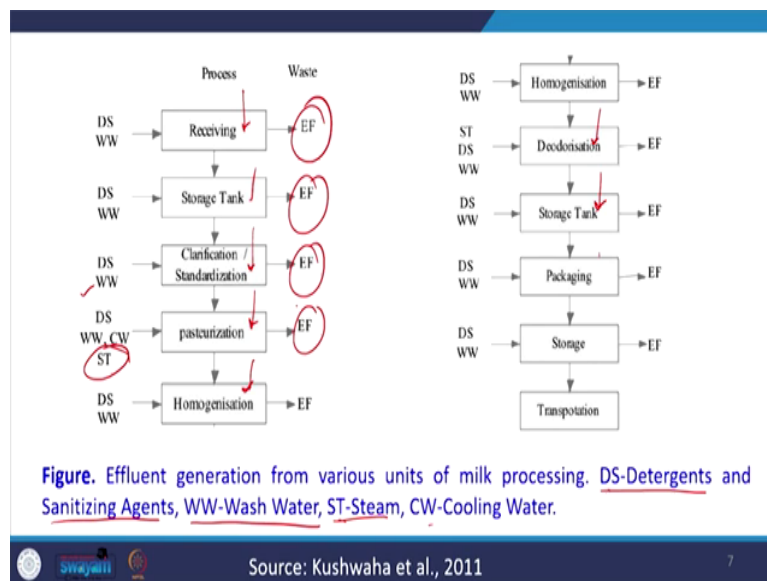 Process Waste
DS
WW
Receiving
EF
DS
WW
Storage Tank
EF
DS
WW
Clarification /
Standardization
EF
DS
WW, CW
ST
pasteurization
EF
DS
WW
Homogenisation
EF
DS
WW
Homogenisation
EF
ST
DS
WW
Deodorisation
EF
DS
WW
Storage Tank
EF
DS
WW
Packaging
EF
DS
WW
Storage
EF
Transpotation
Figure. Effluent generation from various units of milk processing. DS-Detergents and
Sanitizing Agents, WW-Wash Water, ST-Steam, CW-Cooling Water.
swayam
Source: Kushwaha et al., 2011
7